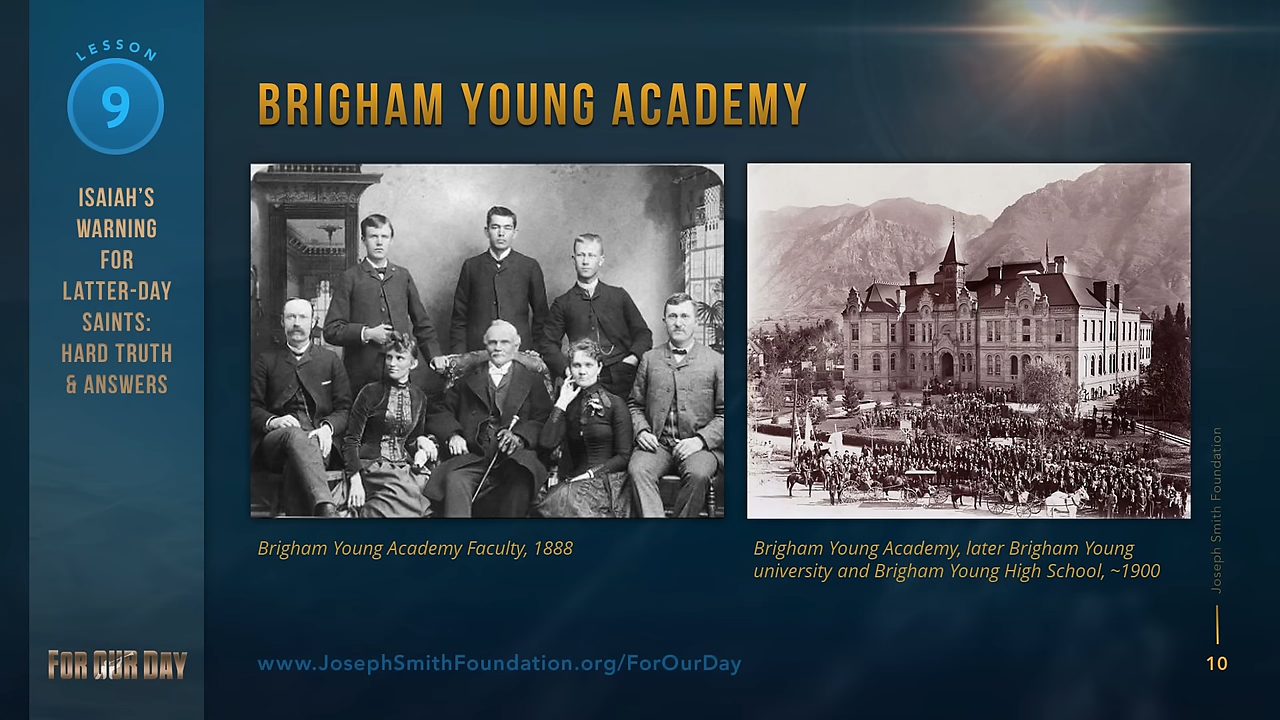 LESSON
9
ISAIAH'S
WARNING
FOR
LATTER-DAY
SAINTS:
HARD TRUTH
& ANSWERS
FOR OUR DAY
BRIGHAM YOUNG ACADEMY
Brigham Young Academy Faculty, 1888
Brigham Young Academy, later Brigham Young
university and Brigham Young High School, ~1900
www.JosephSmithFoundation.org/ForOurDay
Joseph Smith Foundation
10